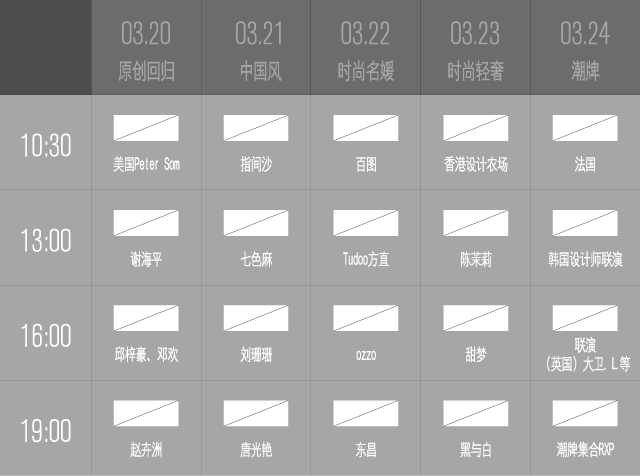 03.20 03.21 03.22 03.23 03.24
原创回归 中国风 时尚名媛 时尚轻奢 潮牌
10:30
美国Peter Som 指间沙 百图 香港设计农场 法国
13:00
谢海平 七色麻 Tudoo方直 陈茉莉 韩国设计师联演
16:00
邱梓豪、邓欢 刘珊珊 ozzo 甜梦 联演
（英国）大卫. L 等
19:00
赵卉洲 唐光艳 东昌 黑与白 潮牌集合RXP